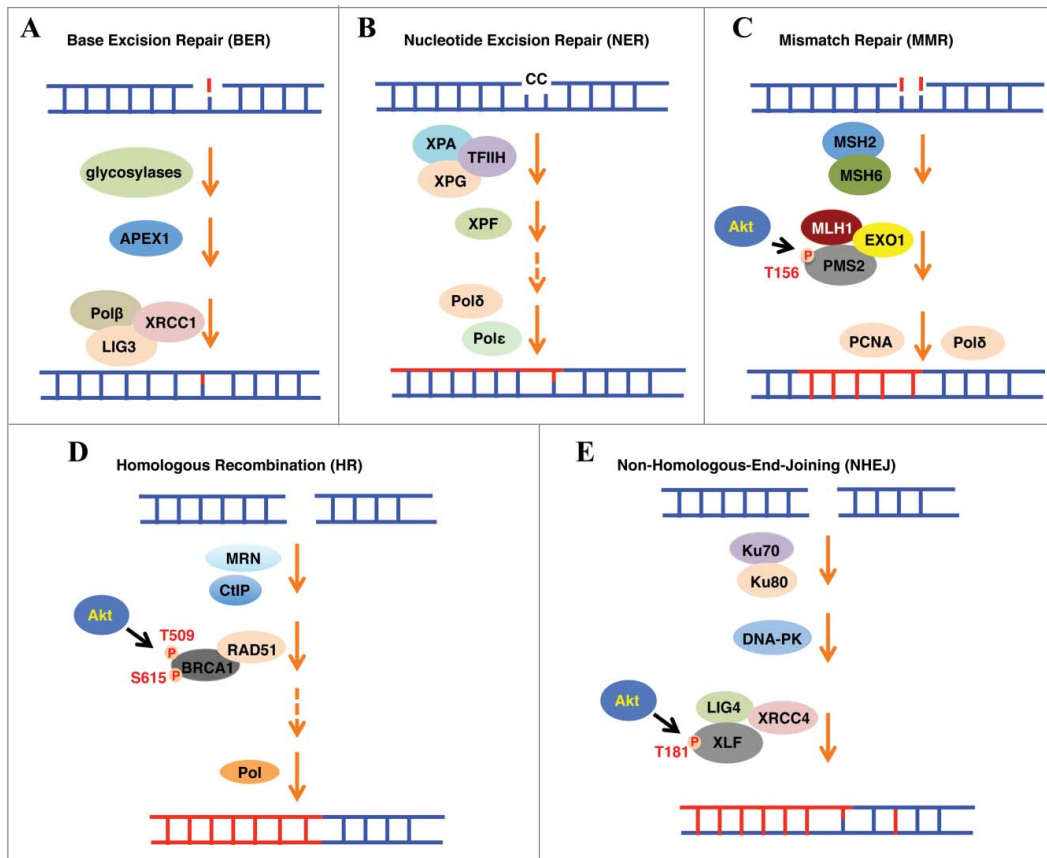 A
Base Excision Repair (BER)
glycosylases
APEX1
Polβ
XRCC1
LIG3
B
Nucleotide Excision Repair (NER)
CC
XPA
TFIIH
XPG
XPF
Polδ
Polε
C
Mismatch Repair (MMR)
MSH2
MSH6
Akt
MLH1
EXO1
P
PMS2
T156
PCNA
Polδ
D
Homologous Recombination (HR)
MRN
CtIP
Akt
T509
P
RAD51
BRCA1
S615
P
Pol
E
Non-Homologous-End-Joining (NHEJ)
Ku70
Ku80
DNA-PK
Akt
LIG4
XRCC4
P
XLF
T181